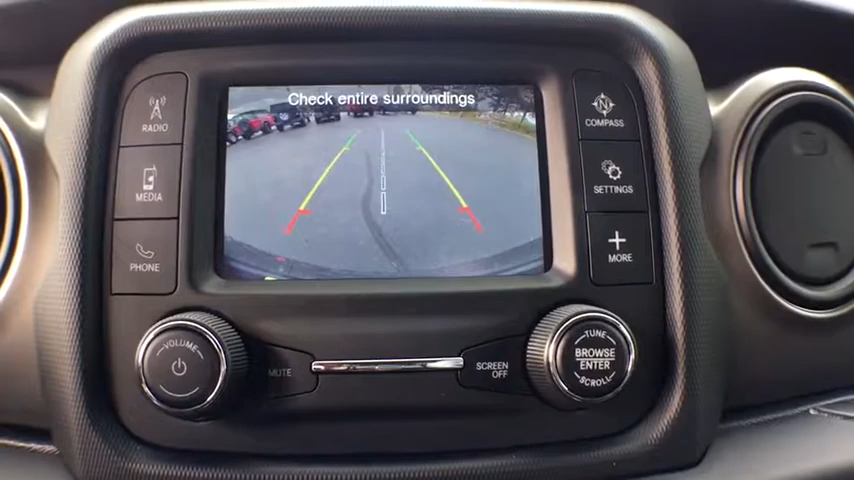 Check entire surroundings
RADIO
MEDIA
PHONE
N
COMPASS
SETTINGS
MORE
VOLUME
MUTE
SCREEN
OFF
TUNE
BROWSE
ENTER
SCROLL